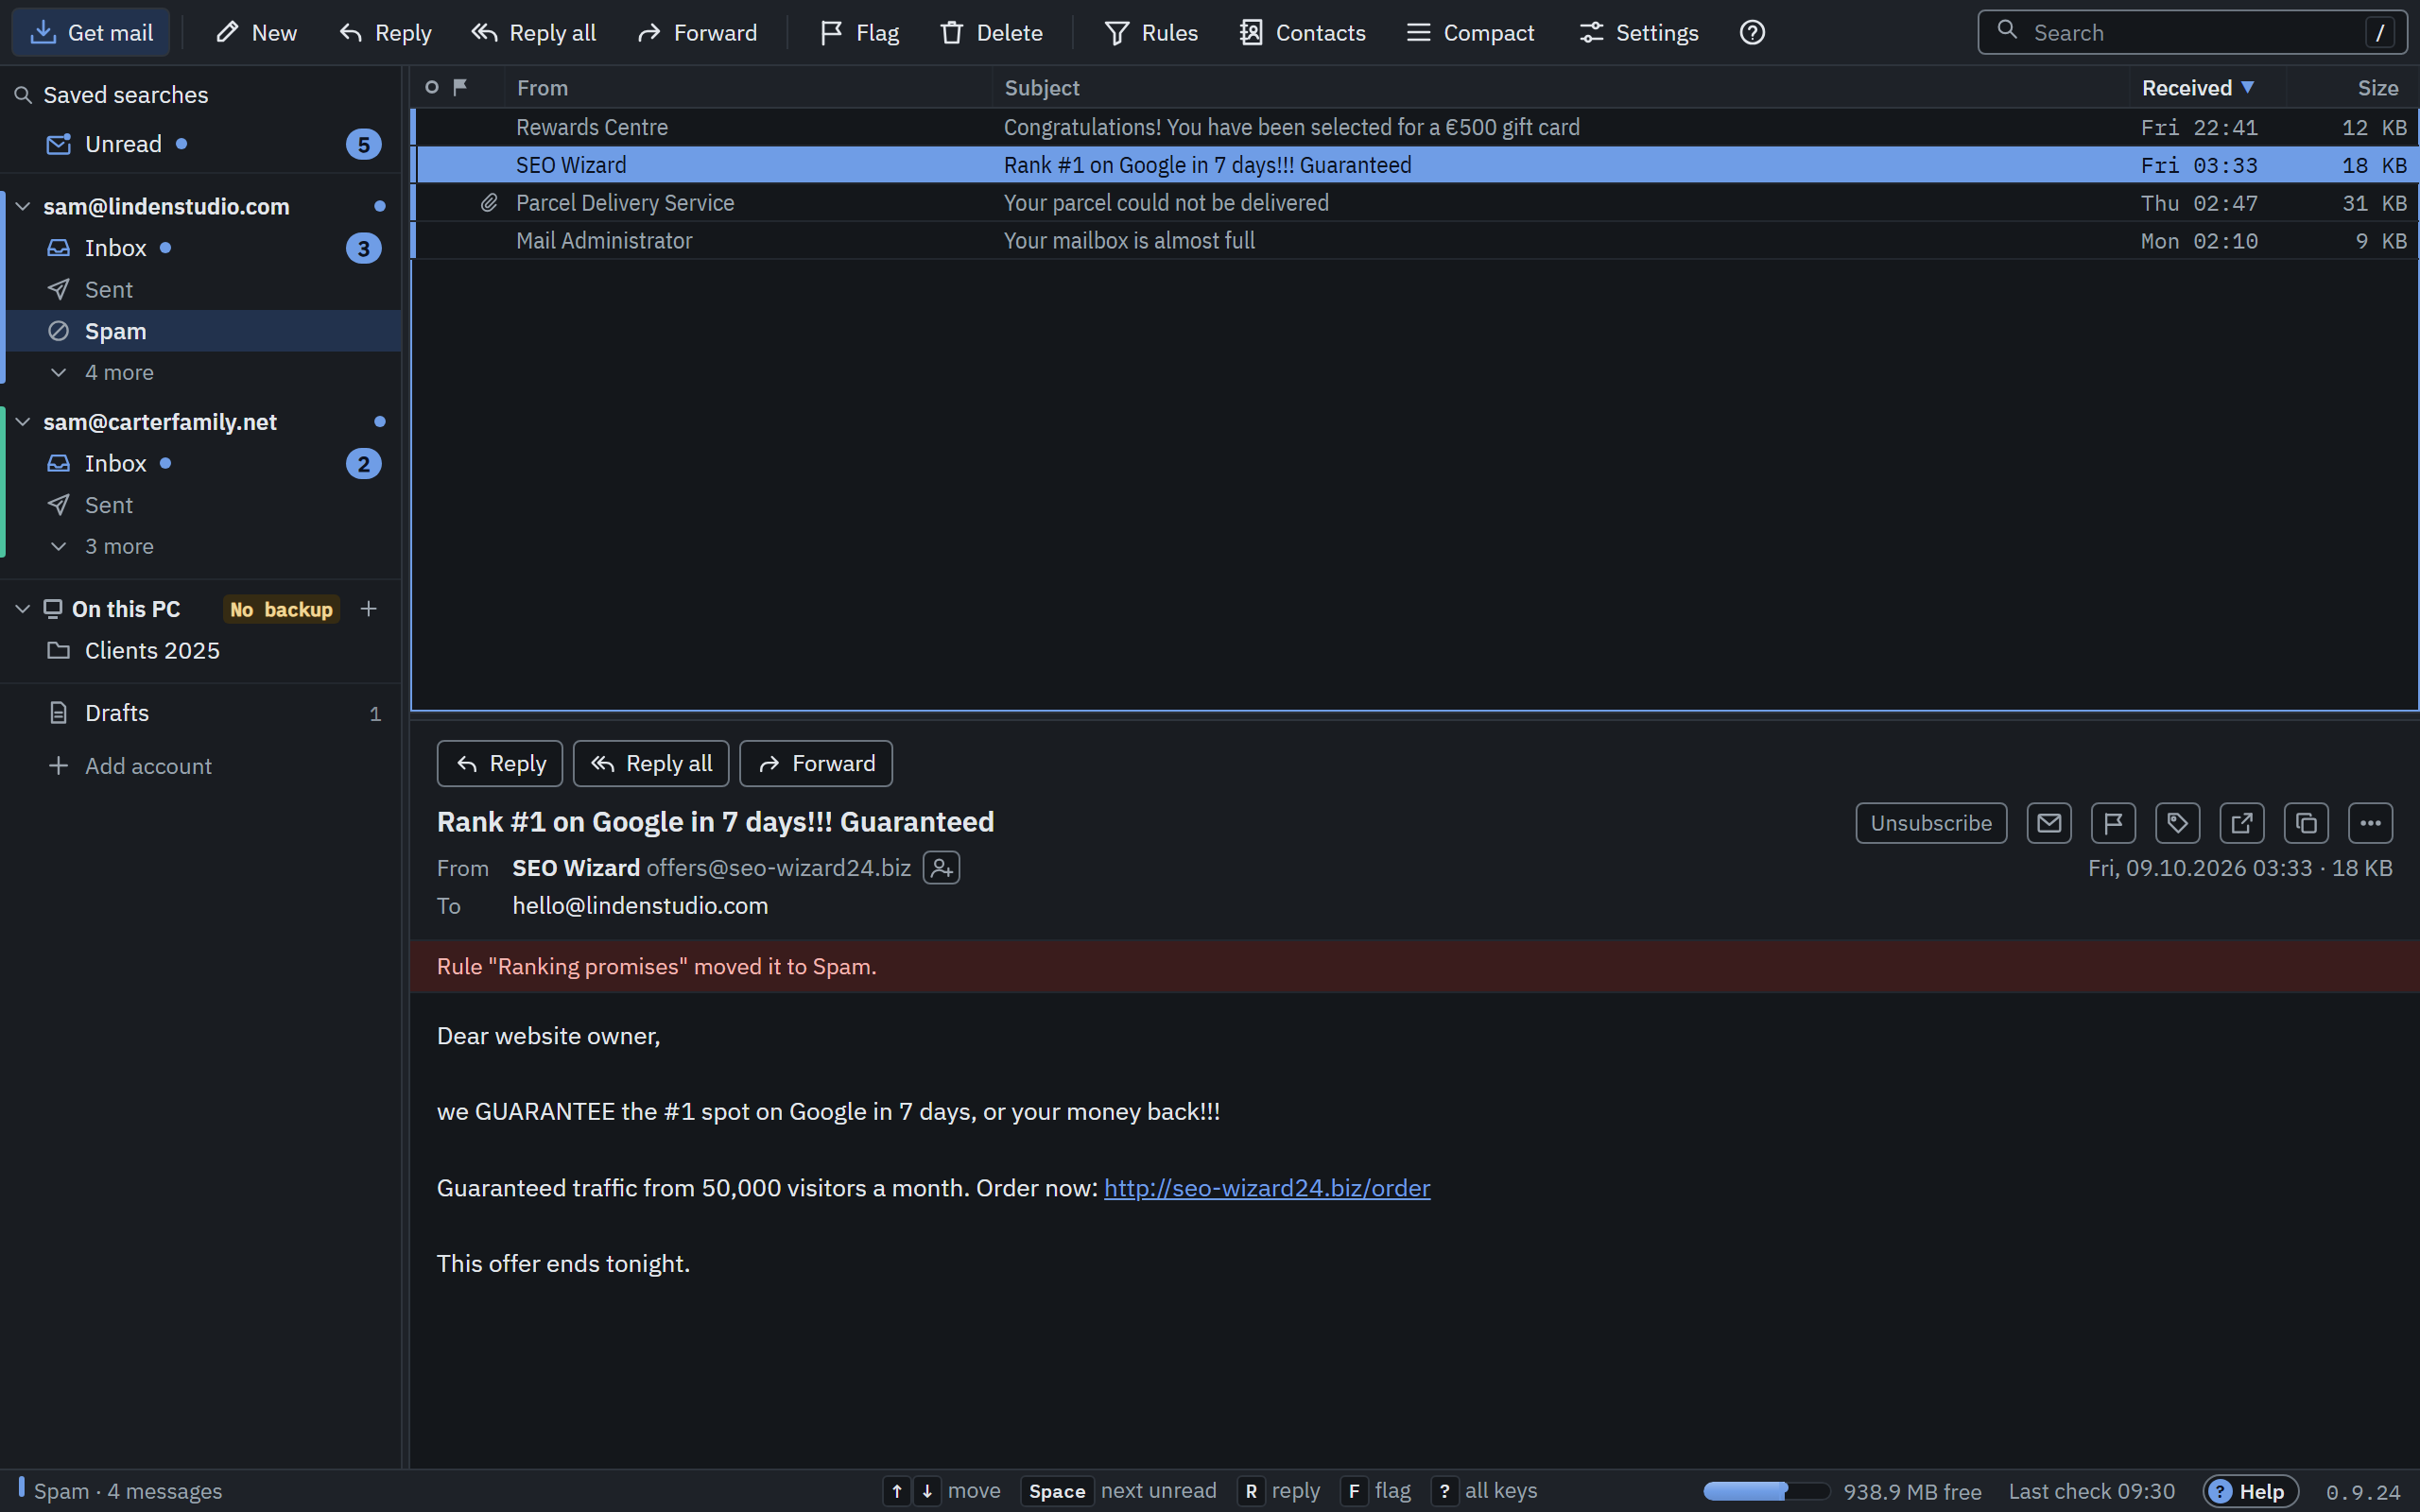 Get mail New Reply Reply all Forward Flag Delete Rules Contacts Compact Settings Search /
Saved searches
Unread 5
sam@lindenstudio.com
Inbox 3
Sent
Spam
4 more
sam@carterfamily.net
Inbox 2
Sent
3 more
On this PC No backup
Clients 2025
Drafts 1
Add account
From Subject Received Size
Rewards Centre Congratulations! You have been selected for a €500 gift card Fri 22:41 12 KB
SEO Wizard Rank #1 on Google in 7 days!!! Guaranteed Fri 03:33 18 KB
Parcel Delivery Service Your parcel could not be delivered Thu 02:47 31 KB
Mail Administrator Your mailbox is almost full Mon 02:10 9 KB
Reply Reply all Forward
Rank #1 on Google in 7 days!!! Guaranteed Unsubscribe
From SEO Wizard offers@seo-wizard24.biz Fri, 09.10.2026 03:33 · 18 KB
To hello@lindenstudio.com
Rule "Ranking promises" moved it to Spam.
Dear website owner,
we GUARANTEE the #1 spot on Google in 7 days, or your money back!!!
Guaranteed traffic from 50,000 visitors a month. Order now: http://seo-wizard24.biz/order
This offer ends tonight.
Spam · 4 messages ↑ ↓ move Space next unread R reply F flag ? all keys 938.9 MB free Last check 09:30 ? Help 0.9.24